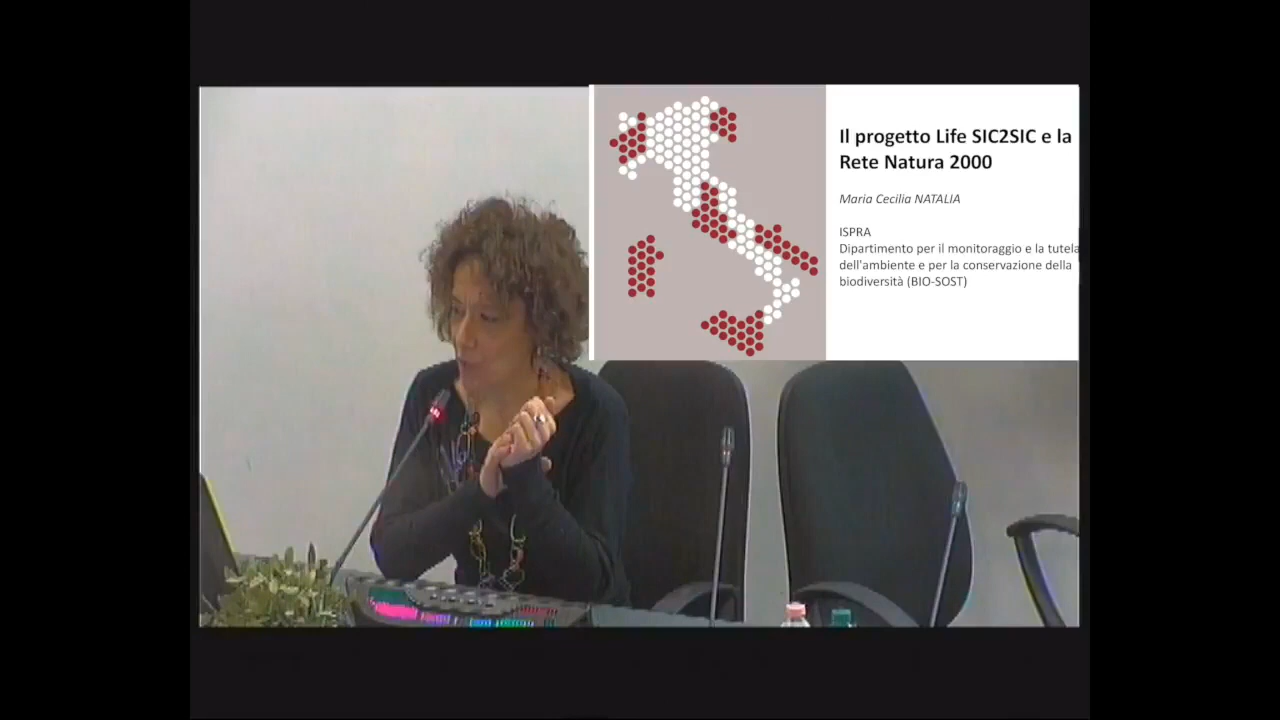 Il progetto Life SIC2SIC e la
Rete Natura 2000
Maria Cecilia NATALIA
ISPRA
Dipartimento per il monitoraggio e la tutela
dell'ambiente e per la conservazione della
biodiversità (BIO-SOST)